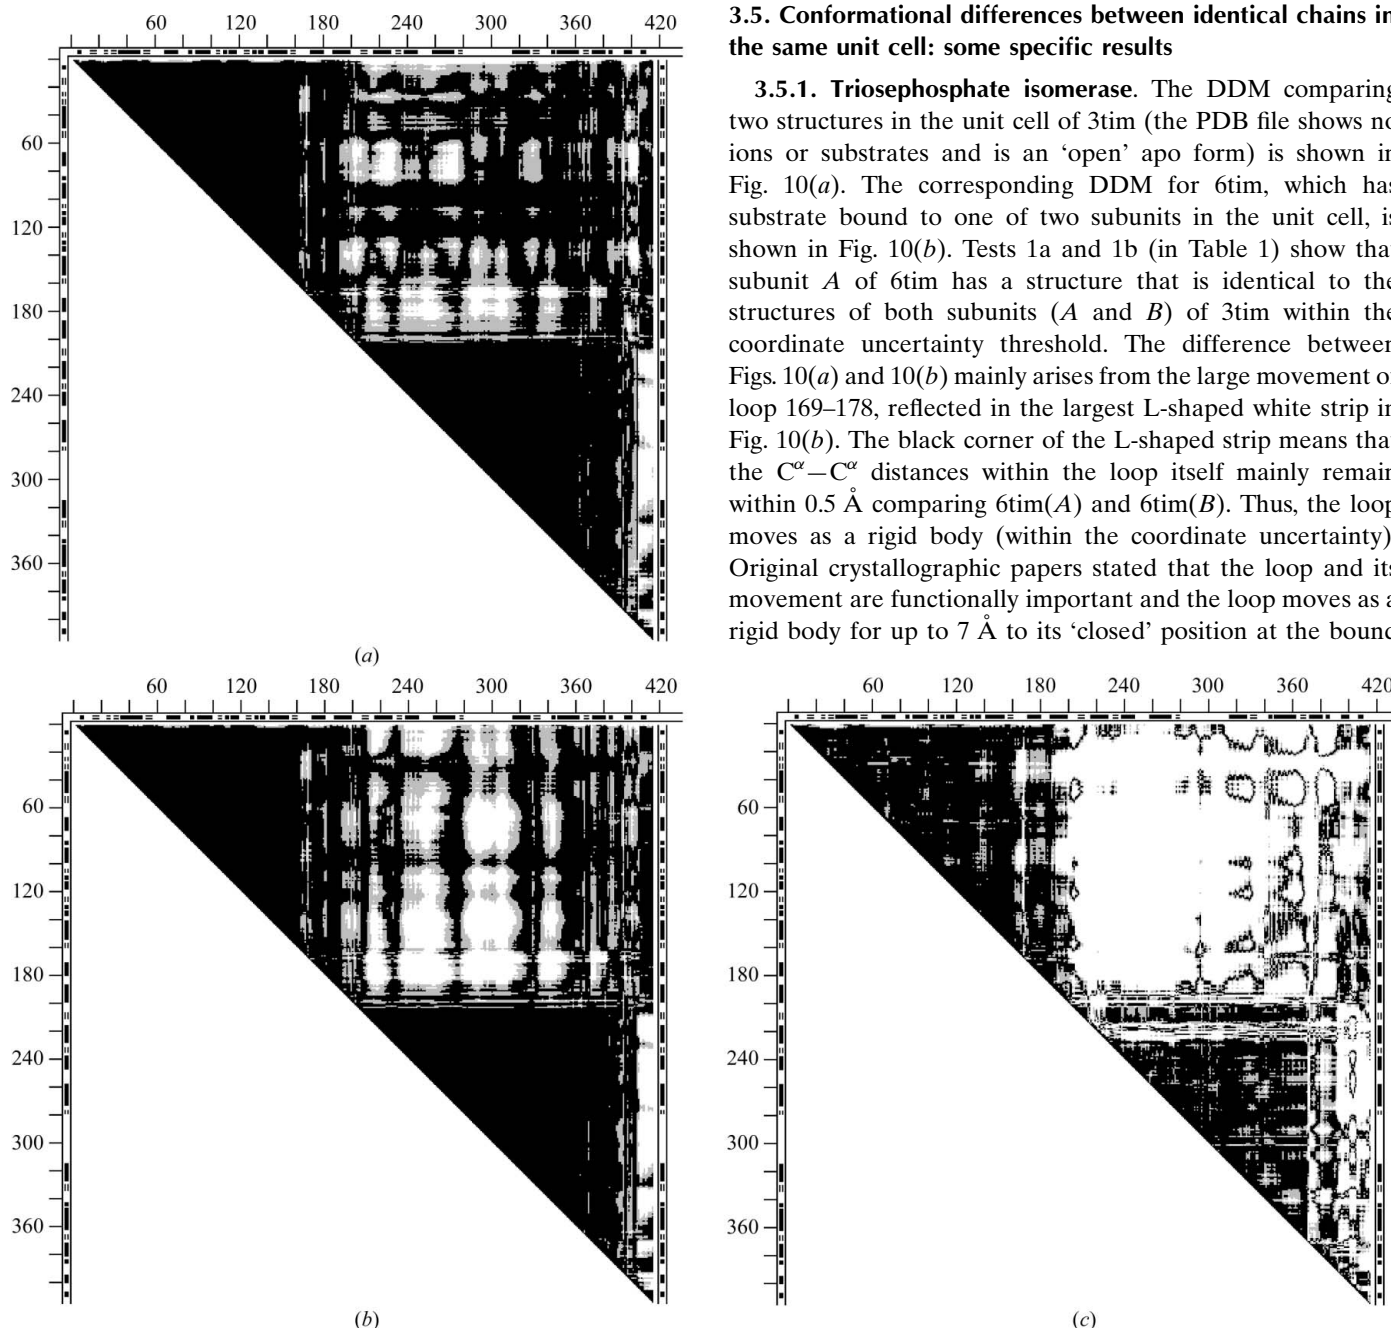 120 180 240 300 360 420
60
120
180
240
300
360
(a)
3.5. Conformational differences between identical chains in
the same unit cell: some specific results
3.5.1. Triosephosphate isomerase. The DDM comparing
two structures in the unit cell of 3tim (the PDB file shows no
ions or substrates and is an ‘open’ apo form) is shown in
Fig. 10(a). The corresponding DDM for 6tim, which has
substrate bound to one of two subunits in the unit cell, is
shown in Fig. 10(b). Tests 1a and 1b (in Table 1) show that
subunit A of 6tim has a structure that is identical to the
structures of both subunits (A and B) of 3tim within the
coordinate uncertainty threshold. The difference between
Figs. 10(a) and 10(b) mainly arises from the large movement of
loop 169–178, reflected in the largest L-shaped white strip in
Fig. 10(b). The black corner of the L-shaped strip means that
the Cα—Cα distances within the loop itself mainly remain
within 0.5 Å comparing 6tim(A) and 6tim(B). Thus, the loop
moves as a rigid body (within the coordinate uncertainty)
Original crystallographic papers stated that the loop and its
movement are functionally important and the loop moves as a
rigid body for up to 7 Å to its ‘closed’ position at the bound
60 120 180 240 300 360 420
60
120
180
240
300
360
(b)
60 120 180 240 300 360 420
60
120
180
240
300
360
(c)